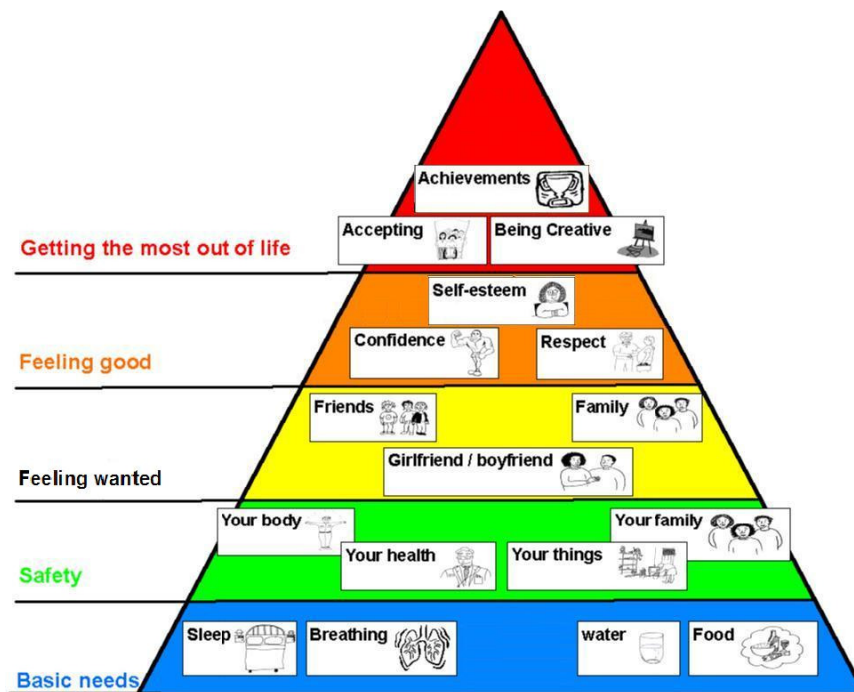 Achievements
Accepting
Being Creative
Getting the most out of life
Self-esteem
Confidence
Respect
Feeling good
Friends
Family
Girlfriend / boyfriend
Feeling wanted
Your body
Your family
Your health
Your things
Safety
Sleep
Breathing
water
Food
Basic needs